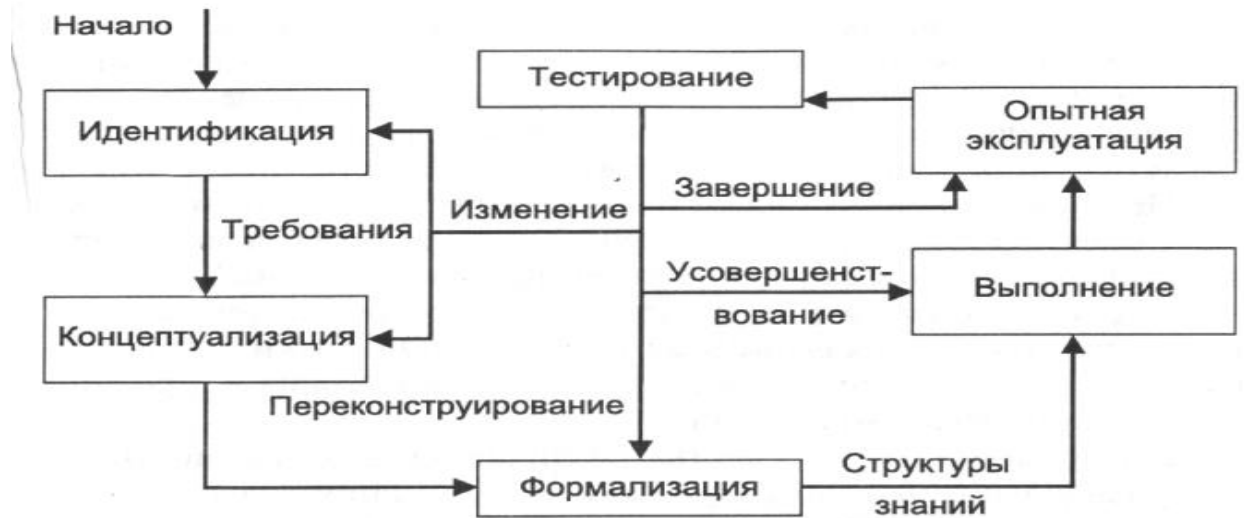 Начало
Тестирование
Идентификация
Опытная
эксплуатация
Завершение
Изменение
Требования
Усовершенст-
вование
Выполнение
Концептуализация
Переконструирование
Формализация
Структуры
знаний